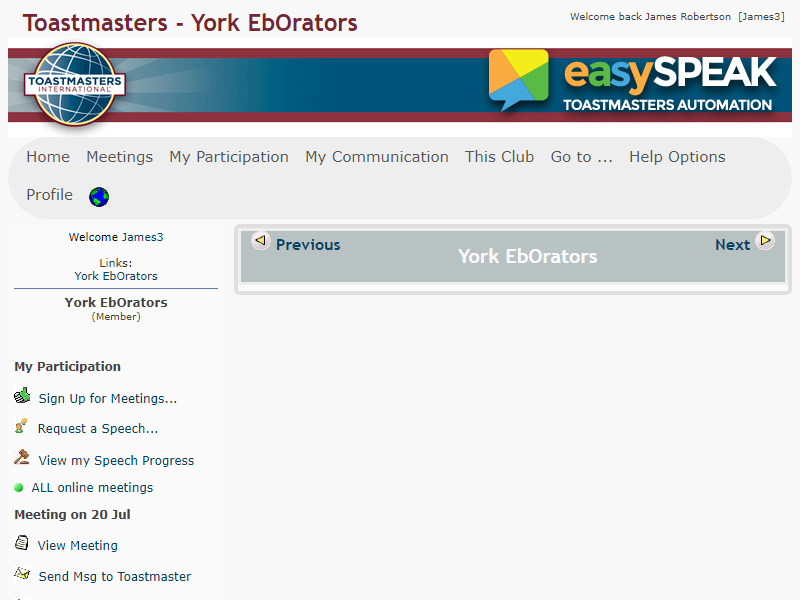 Toastmasters - York EbOrators
Welcome back James Robertson [James3]
TOASTMASTERS
INTERNATIONAL
easySPEAK
TOASTMASTERS AUTOMATION
Home Meetings My Participation My Communication This Club Go to ... Help Options
Profile
Welcome James3
Links:
York EbOrators
York EbOrators
(Member)
My Participation
Sign Up for Meetings...
Request a Speech...
View my Speech Progress
ALL online meetings
Meeting on 20 Jul
View Meeting
Send Msg to Toastmaster
Previous
York EbOrators
Next